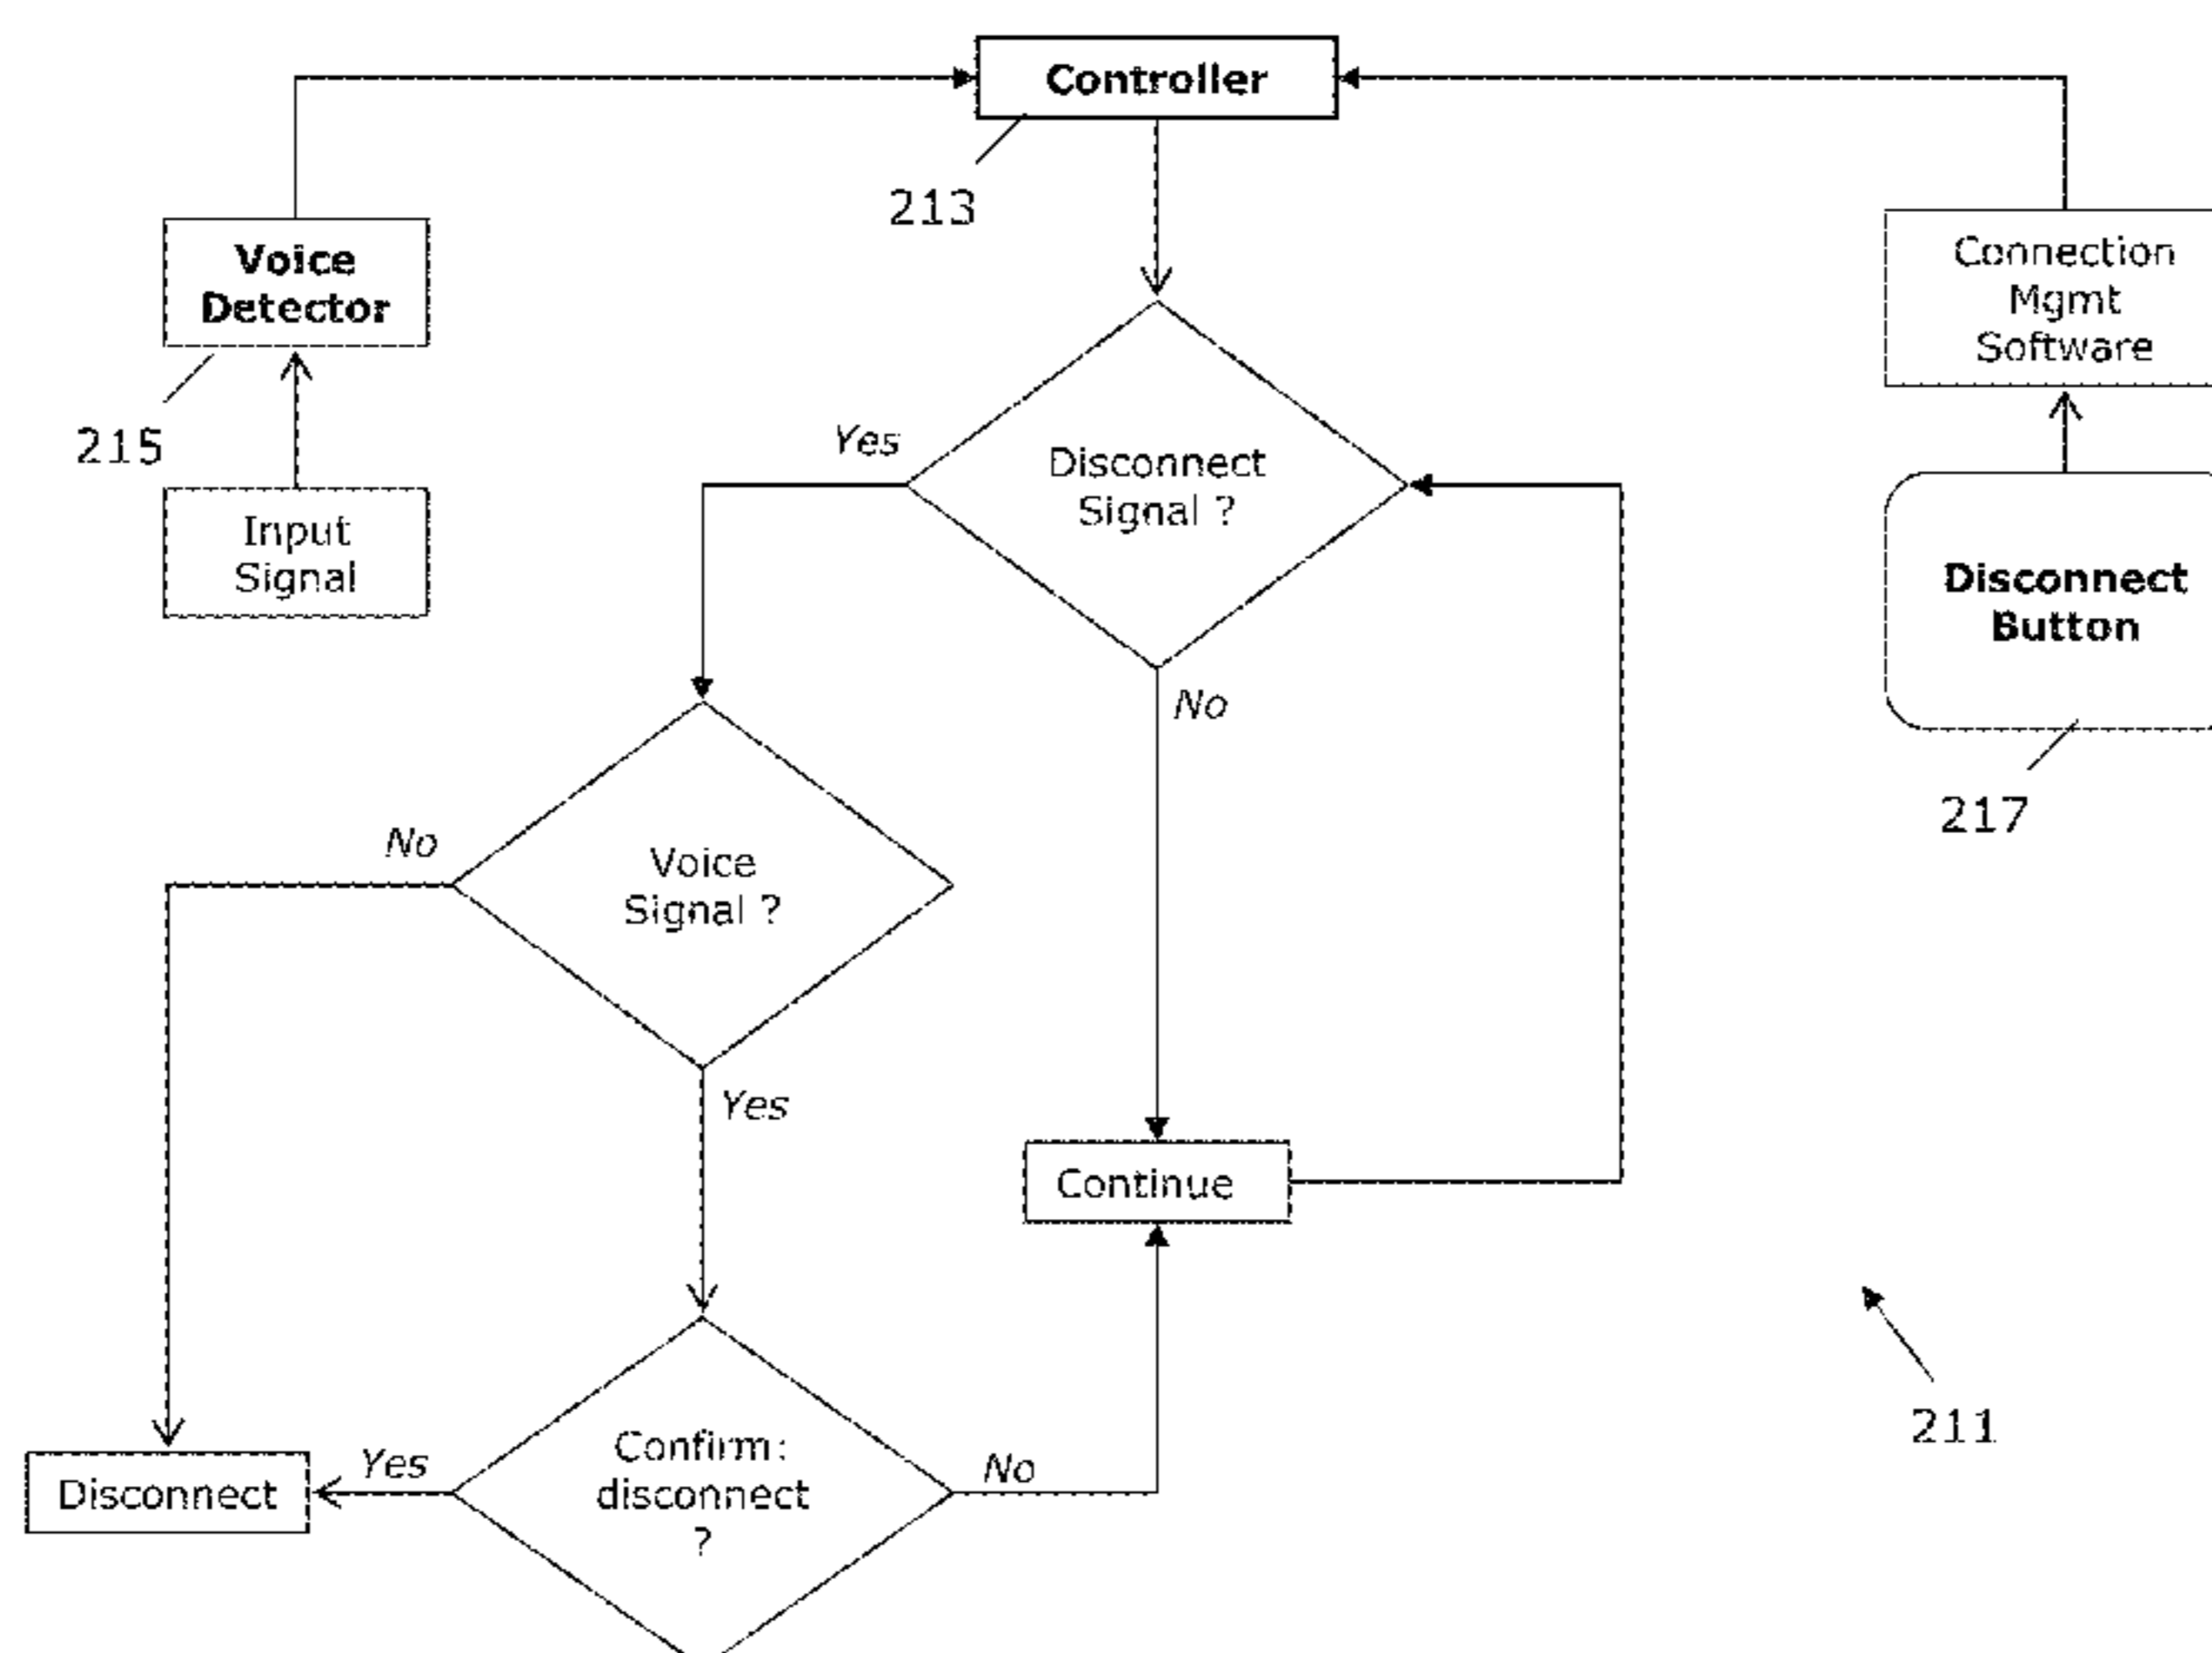 Controller
213
Voice
Detector
215
Input
Signal
Connection
Mgmt
Software
Disconnect
Button
217
Yes
Disconnect
Signal ?
No
No
Voice
Signal ?
Yes
Continue
Disconnect
Yes
Confirm:
disconnect
?
No
211